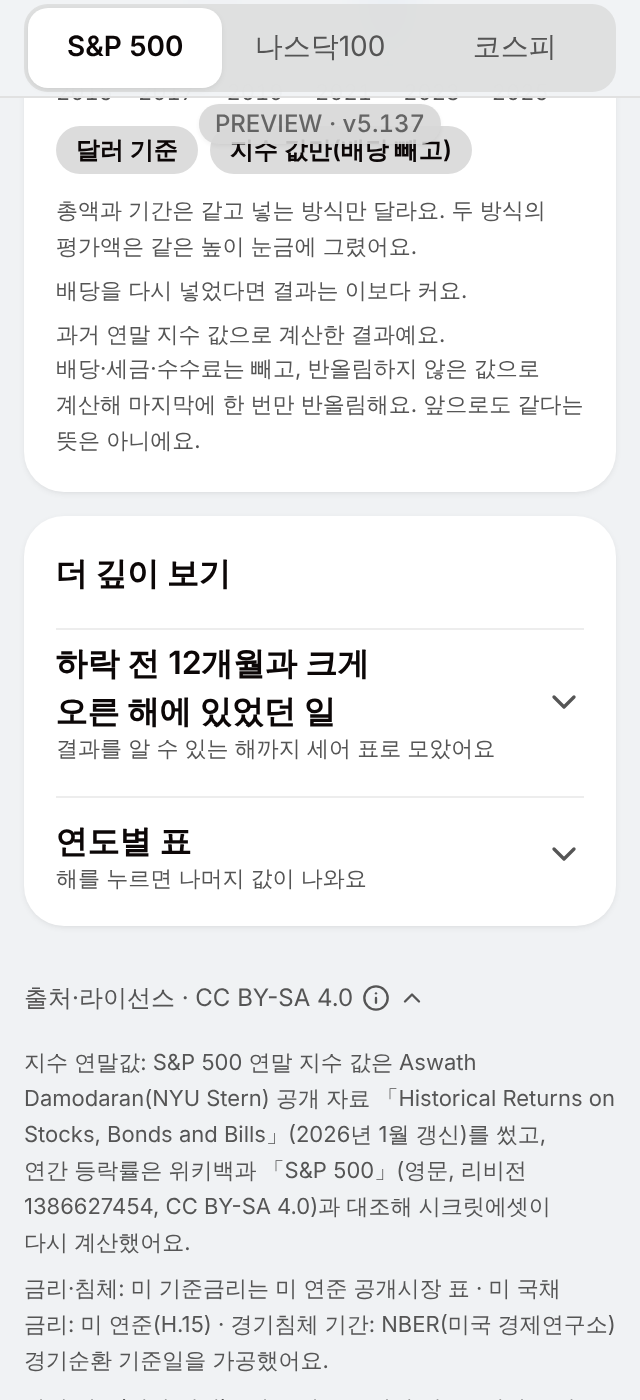 S&P 500
나스닥100
코스피
PREVIEW · v5.137
달러 기준
지수 값만(배당 빼고)
총액과 기간은 같고 넣는 방식만 달라요. 두 방식의
평가액은 같은 높이 눈금에 그렸어요.
배당을 다시 넣었다면 결과는 이보다 커요.
과거 연말 지수 값으로 계산한 결과예요.
배당·세금·수수료는 빼고, 반올림하지 않은 값으로
계산해 마지막에 한 번만 반올림해요. 앞으로도 같다는
뜻은 아니에요.
더 깊이 보기
하락 전 12개월과 크게
오른 해에 있었던 일
결과를 알 수 있는 해까지 세어 표로 모았어요
연도별 표
해를 누르면 나머지 값이 나와요
출처·라이선스 · CC BY-SA 4.0
지수 연말값: S&P 500 연말 지수 값은 Aswath
Damodaran(NYU Stern) 공개 자료 「Historical Returns on
Stocks, Bonds and Bills」(2026년 1월 갱신)를 썼고,
연간 등락률은 위키백과 「S&P 500」(영문, 리비전
1386627454, CC BY-SA 4.0)과 대조해 시크릿에셋이
다시 계산했어요.
금리·침체: 미 기준금리는 미 연준 공개시장 표 · 미 국채
금리: 미 연준(H.15) · 경기침체 기간: NBER(미국 경제연구소)
경기순환 기준일을 가공했어요.